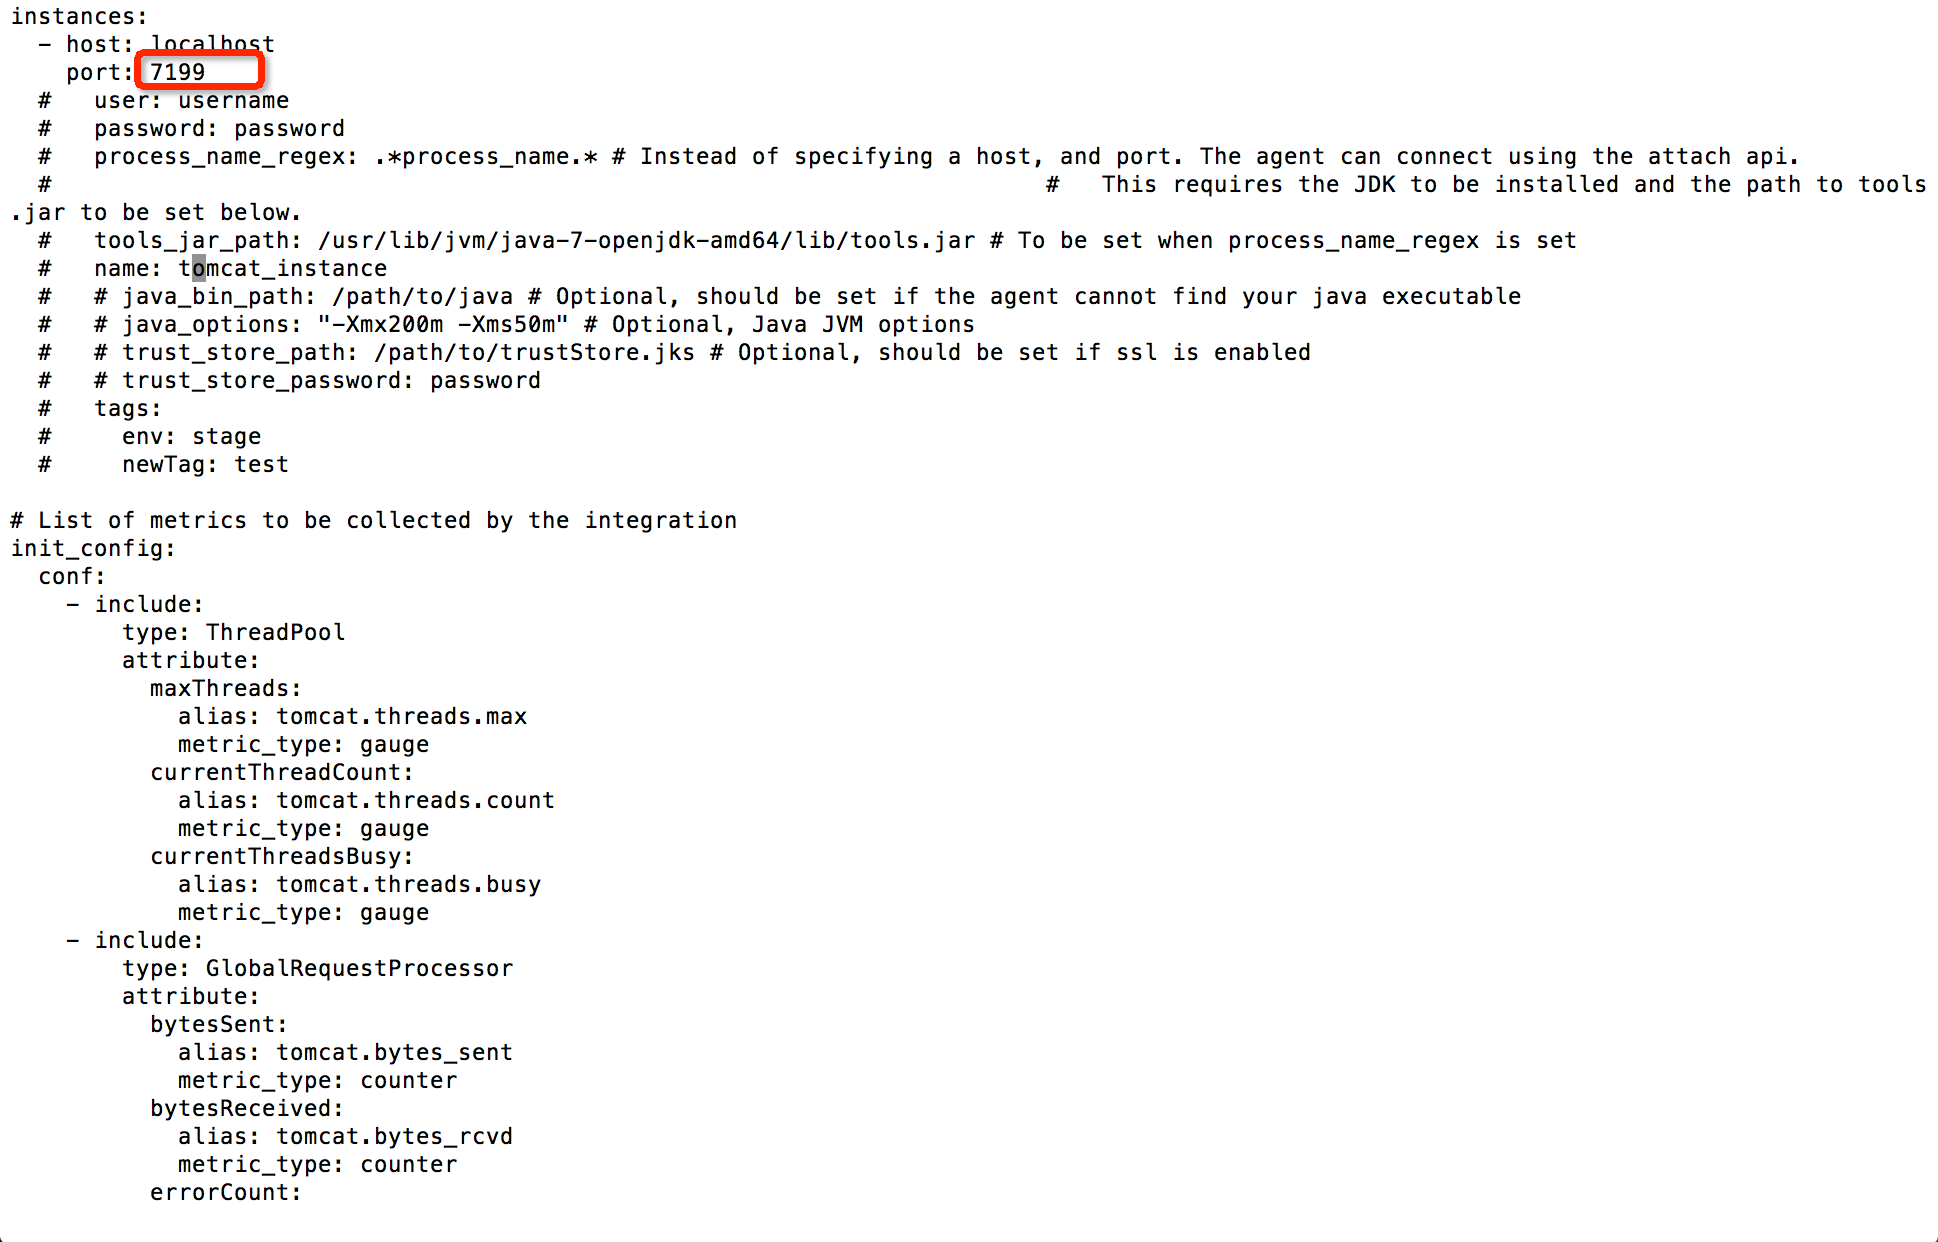 instances:
  - host: localhost
    port: 7199
  #   user: username
  #   password: password
  #   process_name_regex: .*process_name.* # Instead of specifying a host, and port. The agent can connect using the attach api.
  #                                                                       #   This requires the JDK to be installed and the path to tools
.jar to be set below.
  #   tools_jar_path: /usr/lib/jvm/java-7-openjdk-amd64/lib/tools.jar # To be set when process_name_regex is set
  #   name: tomcat_instance
  #   # java_bin_path: /path/to/java # Optional, should be set if the agent cannot find your java executable
  #   # java_options: "-Xmx200m -Xms50m" # Optional, Java JVM options
  #   # trust_store_path: /path/to/trustStore.jks # Optional, should be set if ssl is enabled
  #   # trust_store_password: password
  #   tags:
  #     env: stage
  #     newTag: test

# List of metrics to be collected by the integration
init_config:
  conf:
    - include:
        type: ThreadPool
        attribute:
          maxThreads:
            alias: tomcat.threads.max
            metric_type: gauge
          currentThreadCount:
            alias: tomcat.threads.count
            metric_type: gauge
          currentThreadsBusy:
            alias: tomcat.threads.busy
            metric_type: gauge
    - include:
        type: GlobalRequestProcessor
        attribute:
          bytesSent:
            alias: tomcat.bytes_sent
            metric_type: counter
          bytesReceived:
            alias: tomcat.bytes_rcvd
            metric_type: counter
          errorCount: